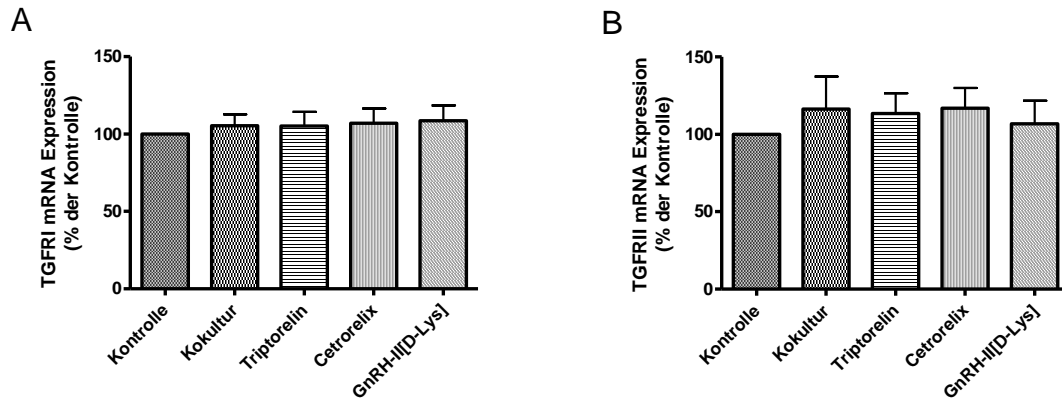 A
TGFRI mRNA Expression
(% der Kontrolle)
150
100
50
0
Kontrolle
Kokultur
Triptorelin
Cetrorelix
GnRH-II[D-Lys]
B
TGFRII mRNA Expression
(% der Kontrolle)
150
100
50
0
Kontrolle
Kokultur
Triptorelin
Cetrorelix
GnRH-II[D-Lys]